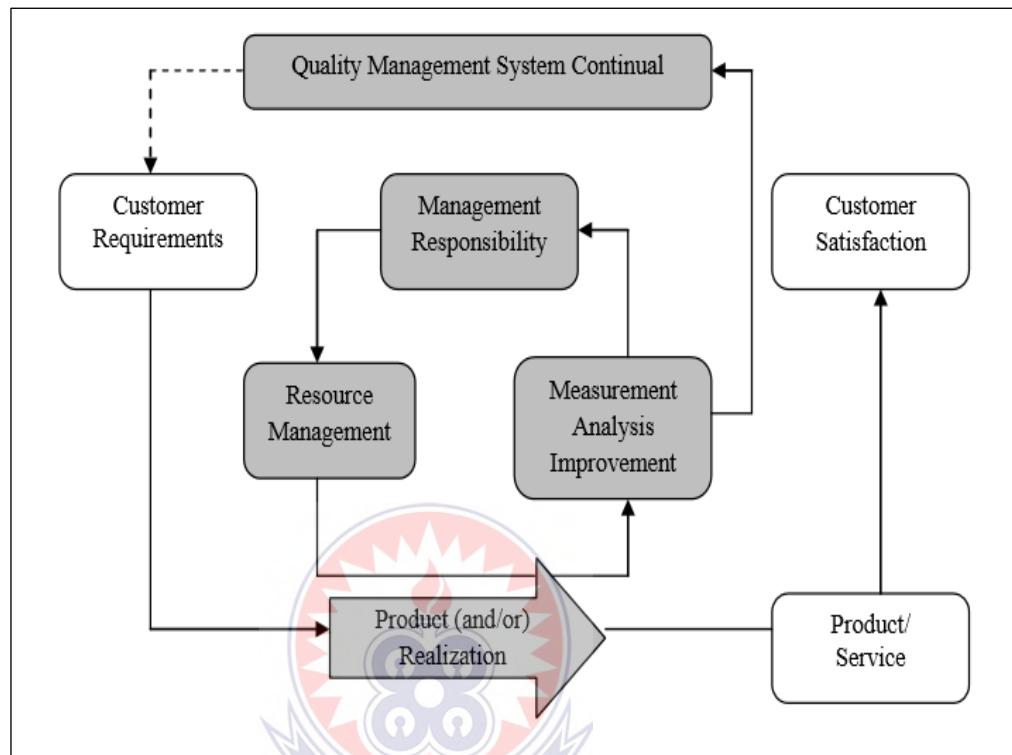 Quality Management System Continual
Customer
Requirements
Management
Responsibility
Customer
Satisfaction
Resource
Management
Measurement
Analysis
Improvement
Product (and/or)
Realization
Product/
Service